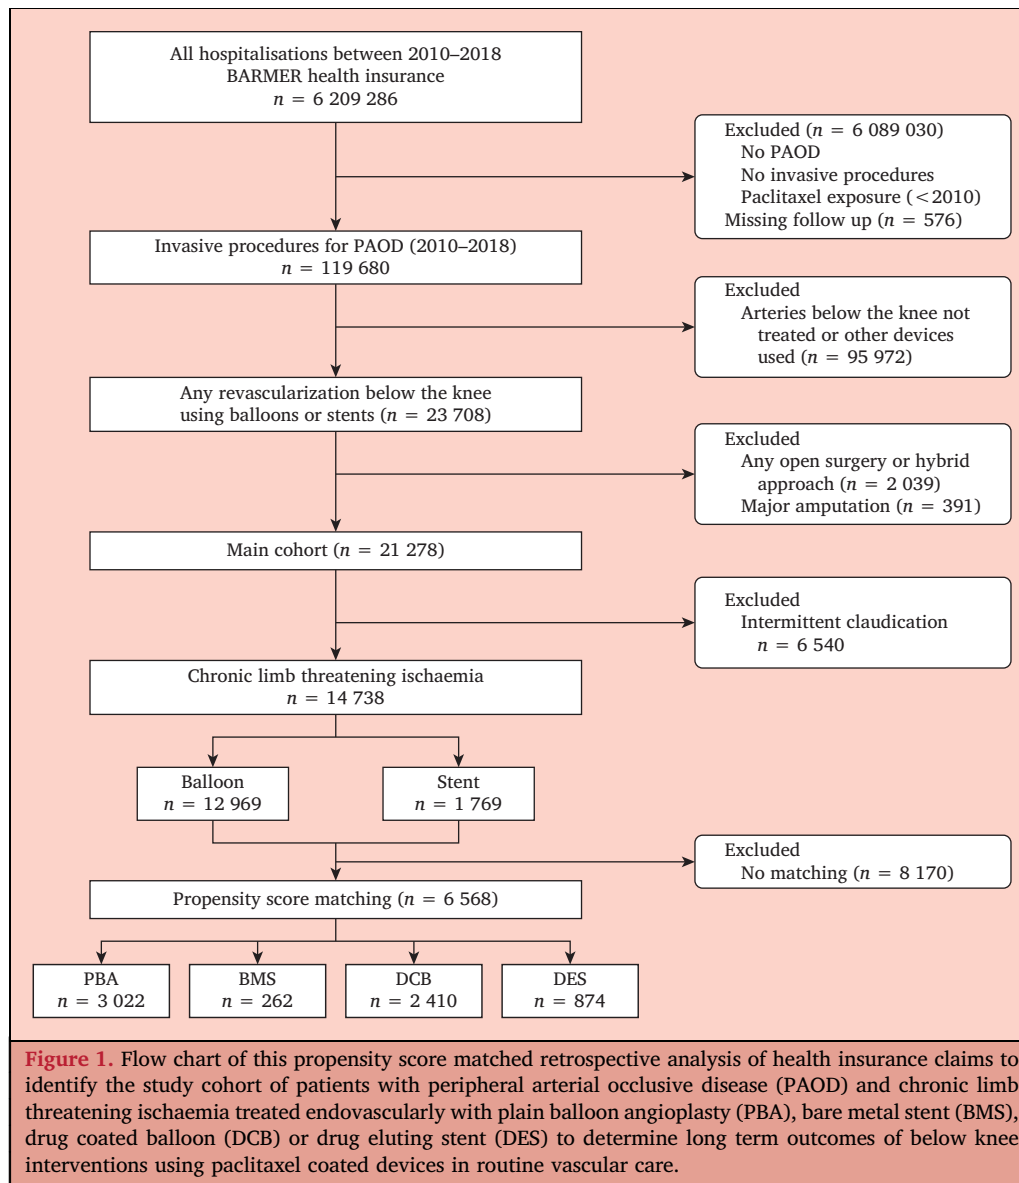 All hospitalisations between 2010–2018
BARMER health insurance
n = 6 209 286
Excluded (n = 6 089 030)
No PAOD
No invasive procedures
Paclitaxel exposure (<2010)
Missing follow up (n = 576)
Invasive procedures for PAOD (2010–2018)
n = 119 680
Excluded
Arteries below the knee not
treated or other devices
used (n = 95 972)
Any revascularization below the knee
using balloons or stents (n = 23 708)
Excluded
Any open surgery or hybrid
approach (n = 2 039)
Major amputation (n = 391)
Main cohort (n = 21 278)
Excluded
Intermittent claudication
n = 6 540
Chronic limb threatening ischaemia
n = 14 738
Balloon
n = 12 969
Stent
n = 1 769
Excluded
No matching (n = 8 170)
Propensity score matching (n = 6 568)
PBA
n = 3 022
BMS
n = 262
DCB
n = 2 410
DES
n = 874
Figure 1. Flow chart of this propensity score matched retrospective analysis of health insurance claims to
identify the study cohort of patients with peripheral arterial occlusive disease (PAOD) and chronic limb
threatening ischaemia treated endovascularly with plain balloon angioplasty (PBA), bare metal stent (BMS),
drug coated balloon (DCB) or drug eluting stent (DES) to determine long term outcomes of below knee
interventions using paclitaxel coated devices in routine vascular care.